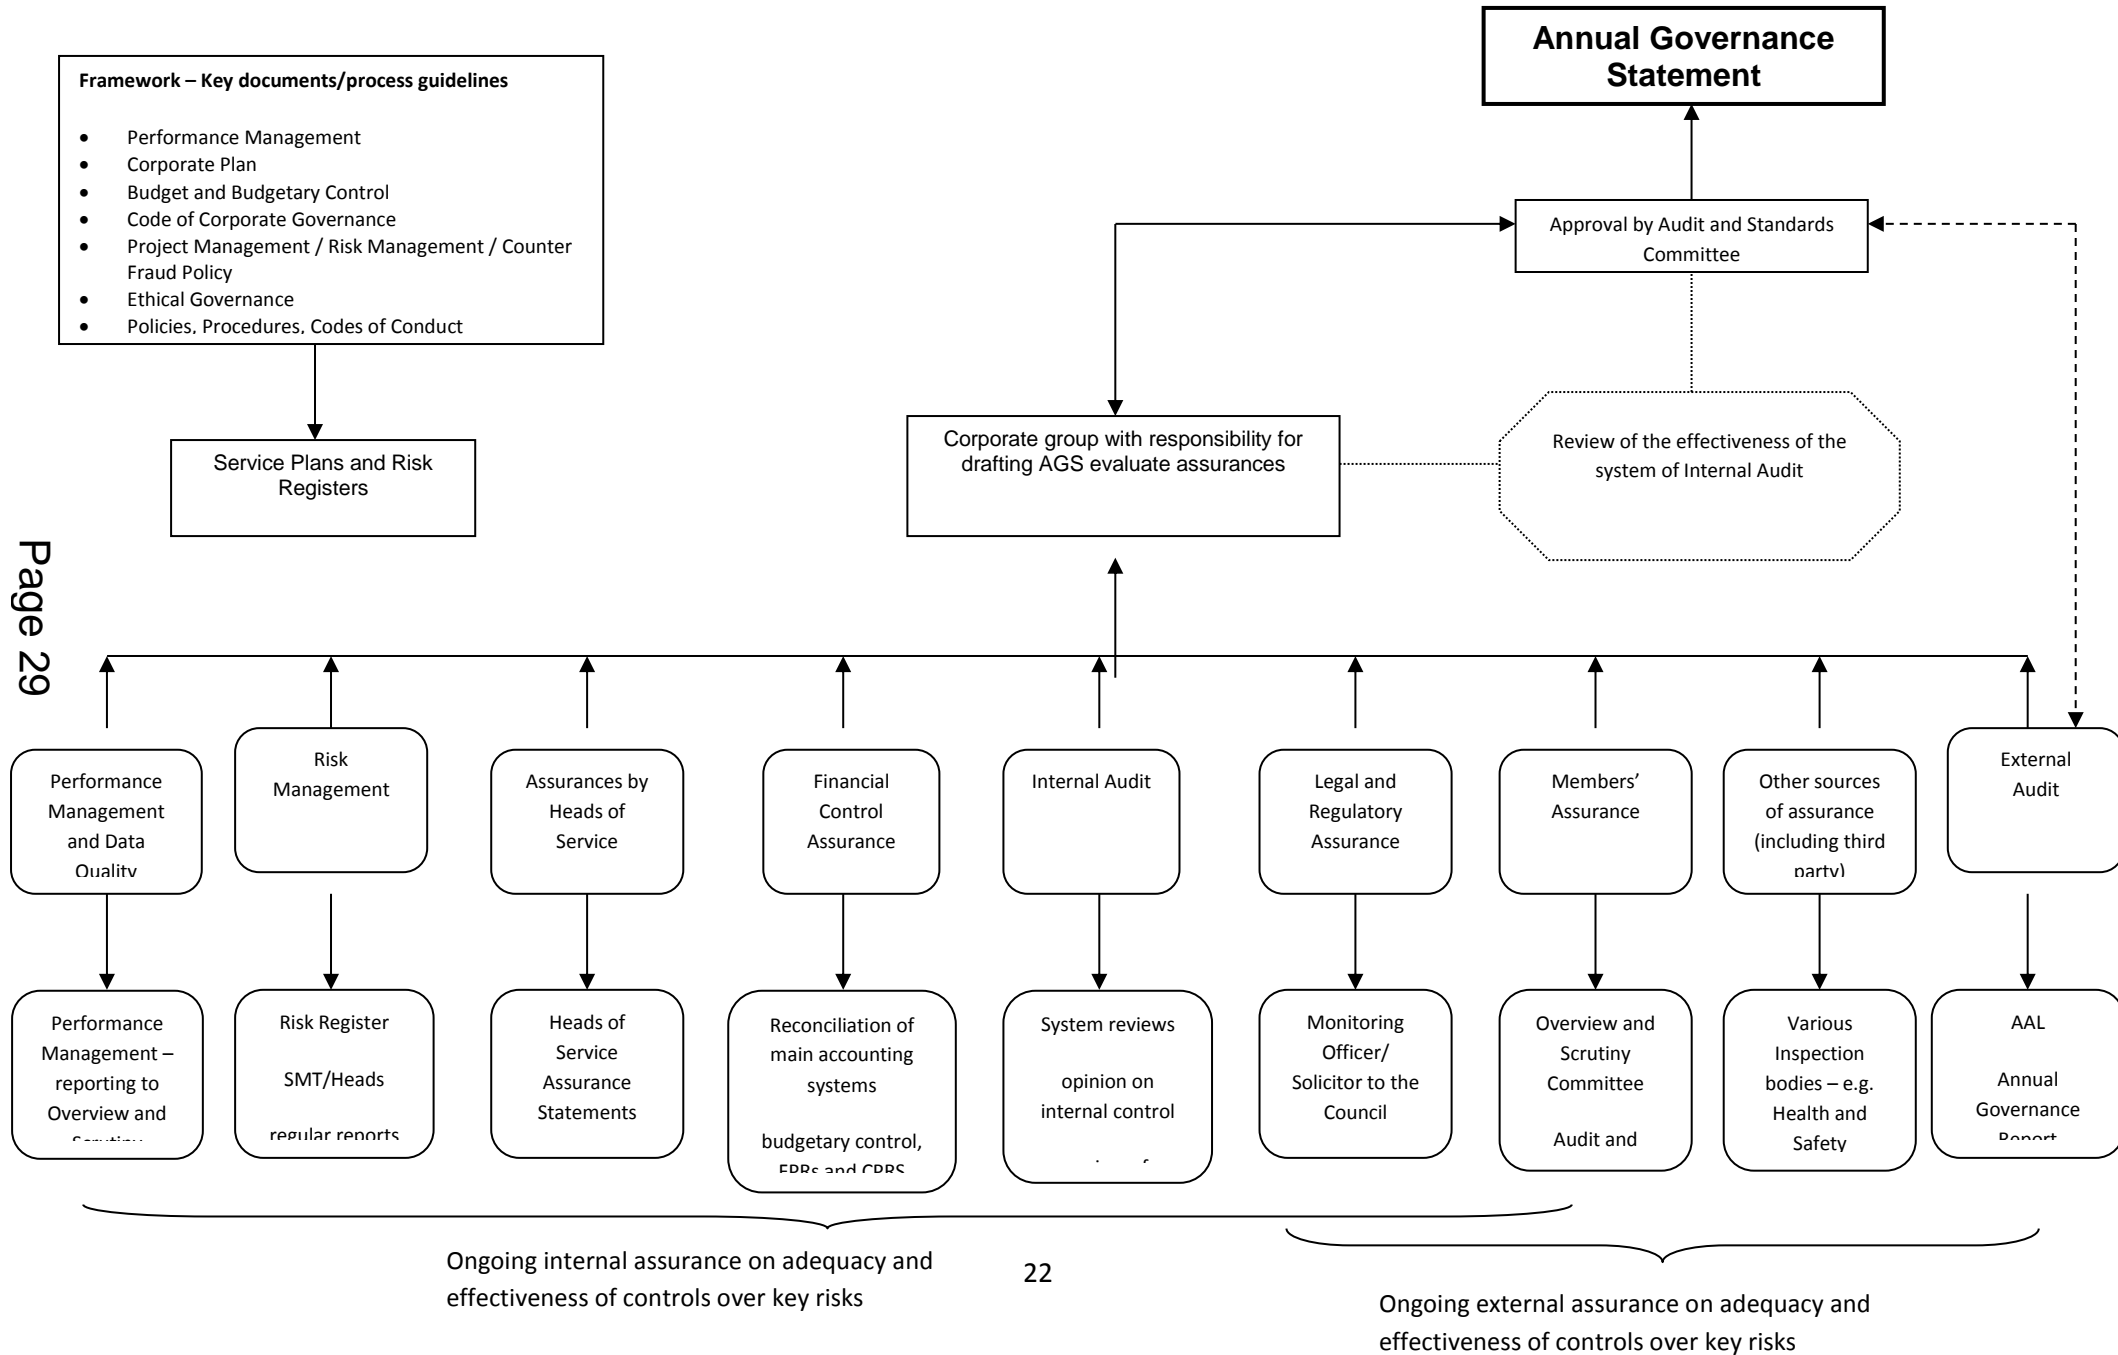 Annual Governance
Statement
Framework – Key documents/process guidelines
• Performance Management
• Corporate Plan
• Budget and Budgetary Control
• Code of Corporate Governance
• Project Management / Risk Management / Counter
Fraud Policy
• Ethical Governance
• Policies, Procedures, Codes of Conduct
Approval by Audit and Standards
Committee
Service Plans and Risk
Registers
Corporate group with responsibility for
drafting AGS evaluate assurances
Review of the effectiveness of the
system of Internal Audit
Page 29
Performance
Management
and Data
Quality
Risk
Management
Assurances by
Heads of
Service
Financial
Control
Assurance
Internal Audit
Legal and
Regulatory
Assurance
Members’
Assurance
Other sources
of assurance
(including third
party)
External
Audit
Performance
Management –
reporting to
Overview and
Scrutiny
Risk Register
SMT/Heads
regular reports
Heads of
Service
Assurance
Statements
Reconciliation of
main accounting
systems
budgetary control,
EPRs and CPRS
System reviews
opinion on
internal control
Monitoring
Officer/
Solicitor to the
Council
Overview and
Scrutiny
Committee
Audit and
Various
Inspection
bodies – e.g.
Health and
Safety
AAL
Annual
Governance
Report
Ongoing internal assurance on adequacy and
effectiveness of controls over key risks
22
Ongoing external assurance on adequacy and
effectiveness of controls over key risks